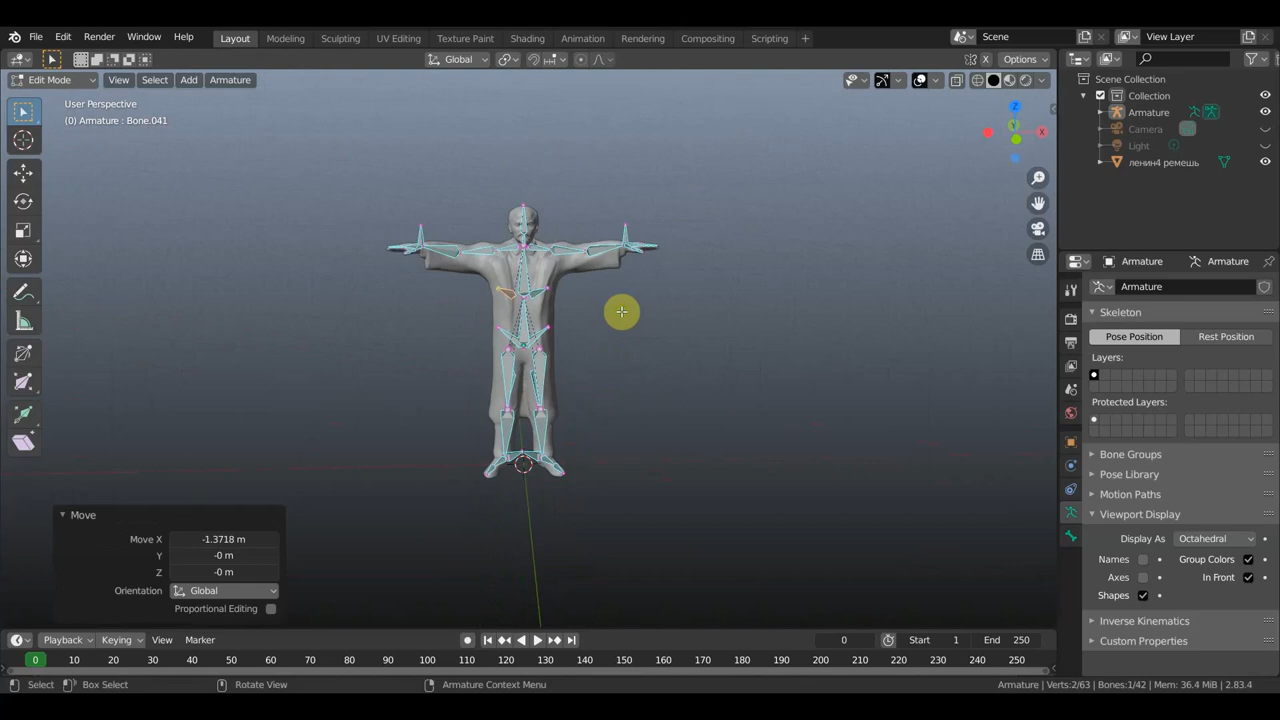 File Edit Render Window Help
Layout Modeling Sculpting UV Editing Texture Paint Shading Animation Rendering Compositing Scripting +
Scene
View Layer
Global
X
Options
Edit Mode View Select Add Armature
User Perspective
(0) Armature : Bone.041
Z
X
Y
Scene Collection
Collection
Armature
Camera
Light
ленин4 ремешь
Armature Armature
Armature
Skeleton
Pose Position Rest Position
Layers:
Protected Layers:
Bone Groups
Pose Library
Motion Paths
Viewport Display
Display As Octahedral
Names Group Colors
Axes In Front
Shapes
Inverse Kinematics
Custom Properties
Move
Move X -1.3718 m
Y -0 m
Z -0 m
Orientation Global
Proportional Editing
Playback Keying View Marker
0 Start 1 End 250
0 10 20 30 40 50 60 70 80 90 100 110 120 130 140 150 160 170 180 190 200 210 220 230 240 250
Select Box Select Rotate View Armature Context Menu
Armature | Verts:2/63 | Bones:1/42 | Mem: 36.4 MiB | 2.83.4